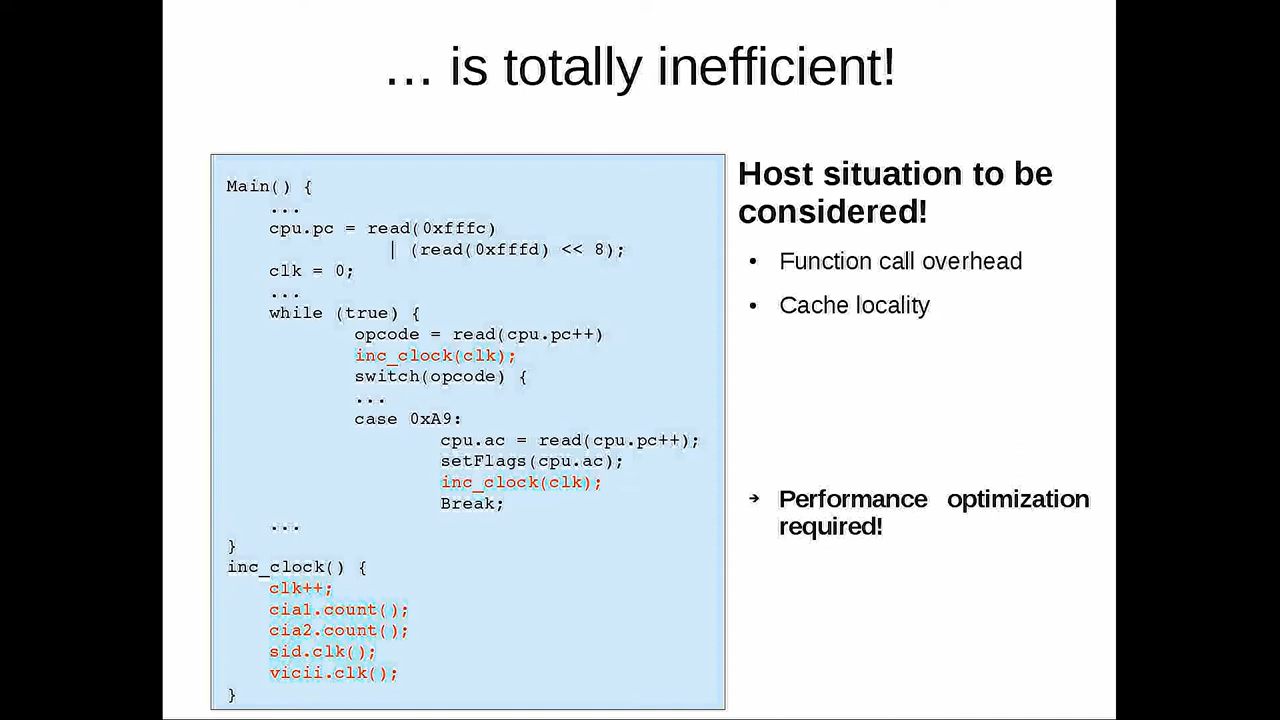 ... is totally inefficient!
Main() {
...
cpu.pc = read(0xfffc)
| (read(0xfffd) << 8);
clk = 0;
...
while (true) {
opcode = read(cpu.pc++)
inc_clock(clk);
switch(opcode) {
...
case 0xA9:
cpu.ac = read(cpu.pc++);
setFlags(cpu.ac);
inc_clock(clk);
Break;
...
}
inc_clock() {
clk++;
cia1.count();
cia2.count();
sid.clk();
vicii.clk();
}
Host situation to be
considered!
• Function call overhead
• Cache locality
➔ Performance optimization
required!